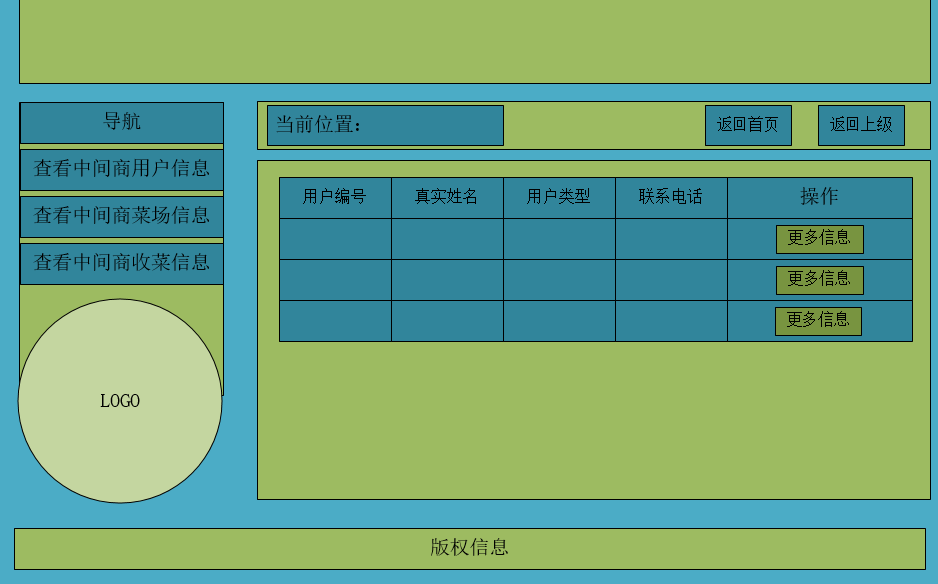 导航
查看中间商用户信息
查看中间商菜场信息
查看中间商收菜信息
LOGO
当前位置:
返回首页
返回上级
用户编号 真实姓名 用户类型 联系电话 操作
更多信息
更多信息
更多信息
版权信息